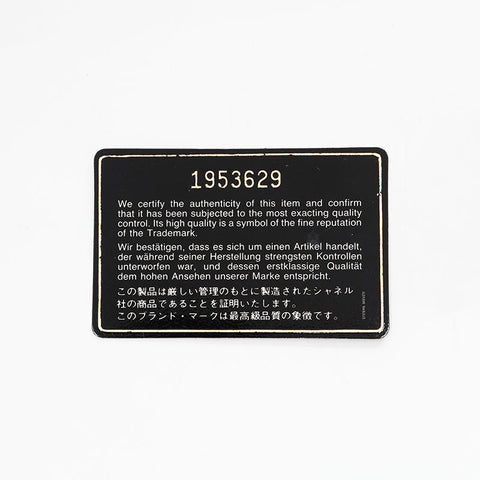 1953629
We certify the authenticity of this item and confirm
that it has been subjected to the most exacting quality
control. Its high quality is a symbol of the fine reputation
of the Trademark.
Wir bestätigen, dass es sich um einen Artikel handelt,
der während seiner Herstellung strengsten Kontrollen
unterworfen war, und dessen erstklassige Qualität
dem hohen Ansehen unserer Marke entspricht.
この製品は厳しい管理のもとに製造されたシャネル
社の商品であることを証明いたします。
このブランド・マークは最高級品質の象徴です。